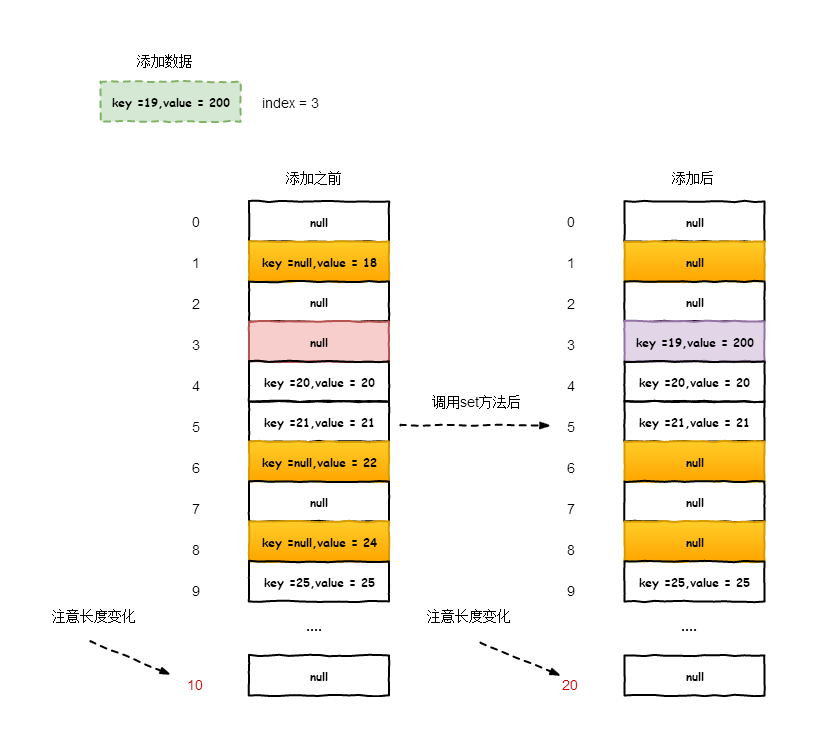 添加数据
key =19,value = 200
index = 3
添加之前
添加后
0
null
0
null
1
key =null,value = 18
1
null
2
null
2
null
3
null
3
key =19,value = 200
4
key =20,value = 20
4
key =20,value = 20
调用set方法后
5
key =21,value = 21
5
key =21,value = 21
6
key =null,value = 22
6
null
7
null
7
null
8
key =null,value = 24
8
null
9
key =25,value = 25
9
key =25,value = 25
注意长度变化
....
注意长度变化
....
10
null
20
null